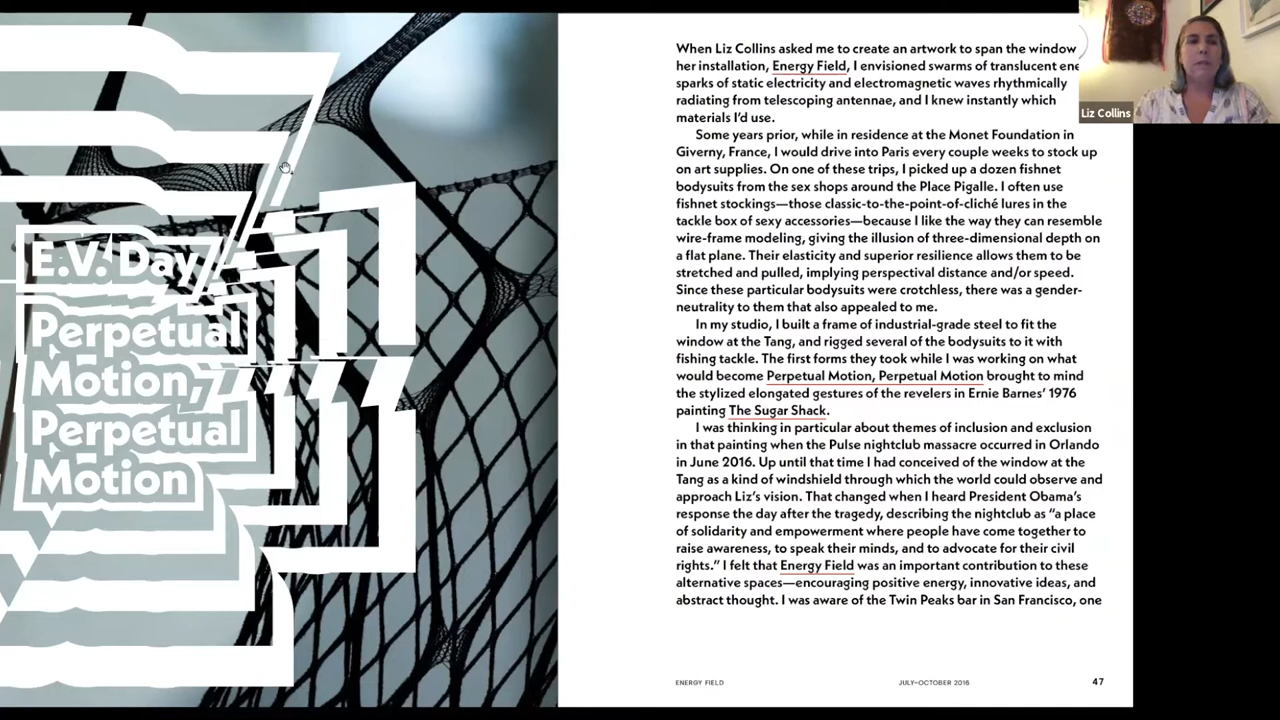 E.V. Day,
Perpetual
Motion,
Perpetual
Motion
When Liz Collins asked me to create an artwork to span the window
her installation, Energy Field, I envisioned swarms of translucent
sparks of static electricity and electromagnetic waves rhythmically
radiating from telescoping antennae, and I knew instantly which
materials I’d use.
Some years prior, while in residence at the Monet Foundation in
Giverny, France, I would drive into Paris every couple weeks to stock up
on art supplies. On one of these trips, I picked up a dozen fishnet
bodysuits from the sex shops around the Place Pigalle. I often use
fishnet stockings—those classic-to-the-point-of-cliché lures in the
tackle box of sexy accessories—because I like the way they can resemble
wire-frame modeling, giving the illusion of three-dimensional depth on
a flat plane. Their elasticity and superior resilience allows them to be
stretched and pulled, implying perspectival distance and/or speed.
Since these particular bodysuits were crotchless, there was a gender-
neutrality to them that also appealed to me.
In my studio, I built a frame of industrial-grade steel to fit the
window at the Tang, and rigged several of the bodysuits to it with
fishing tackle. The first forms they took while I was working on what
would become Perpetual Motion, Perpetual Motion brought to mind
the stylized elongated gestures of the revelers in Ernie Barnes’ 1976
painting The Sugar Shack.
I was thinking in particular about themes of inclusion and exclusion
in that painting when the Pulse nightclub massacre occurred in Orlando
in June 2016. Up until that time I had conceived of the window at the
Tang as a kind of windshield through which the world could observe and
approach Liz’s vision. That changed when I heard President Obama’s
response the day after the tragedy, describing the nightclub as “a place
of solidarity and empowerment where people have come together to
raise awareness, to speak their minds, and to advocate for their civil
rights.” I felt that Energy Field was an important contribution to these
alternative spaces—encouraging positive energy, innovative ideas, and
abstract thought. I was aware of the Twin Peaks bar in San Francisco, one
ENERGY FIELD
JULY–OCTOBER 2016
47
Liz Collins